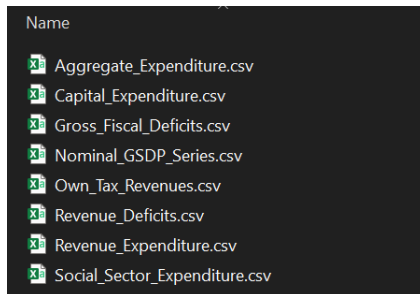 Name
Aggregate_Expenditure.csv
Capital_Expenditure.csv
Gross_Fiscal_Deficits.csv
Nominal_GSDP_Series.csv
Own_Tax_Revenues.csv
Revenue_Deficits.csv
Revenue_Expenditure.csv
Social_Sector_Expenditure.csv